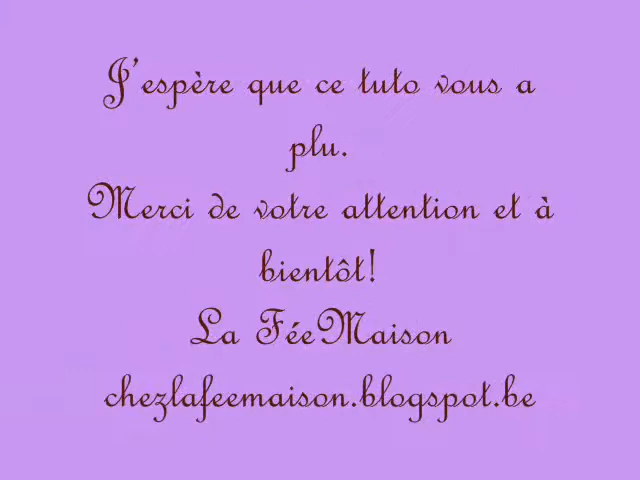 J'espère que ce tuto vous a
plu.
Merci de votre attention et à
bientôt!
La FéeMaison
chezlafeemaison.blogspot.be